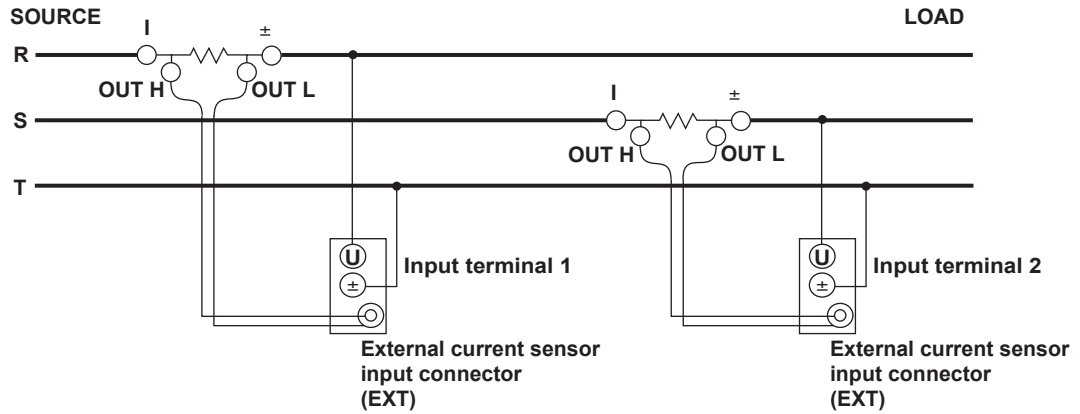 SOURCE
LOAD
I
±
R
OUT H
OUT L
I
±
S
OUT H
OUT L
T
U
Input terminal 1
±
U
Input terminal 2
±
External current sensor
input connector
(EXT)
External current sensor
input connector
(EXT)